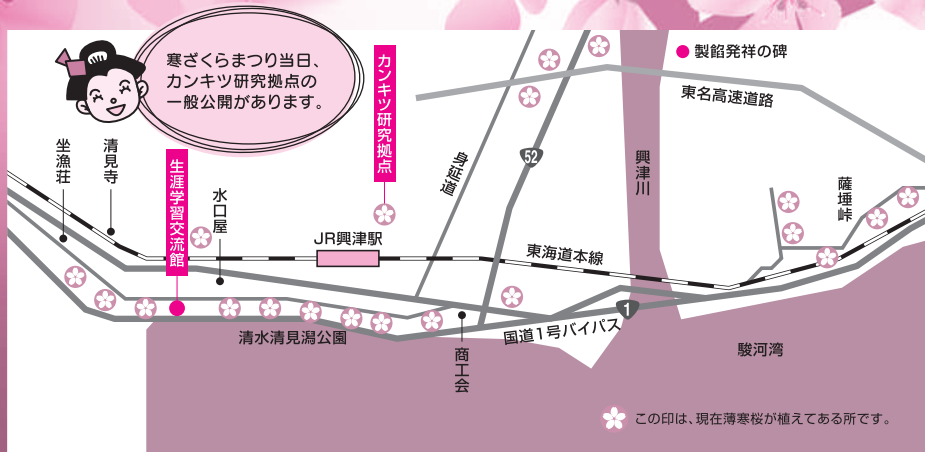 寒ざくらまつり当日、
カンキツ研究拠点の
一般公開があります。
カンキツ研究拠点
製餡発祥の碑
東名高速道路
坐漁荘
清見寺
生涯学習交流館
水口屋
JR興津駅
身延道
52
興津川
薩埵峠
東海道本線
1
国道1号バイパス
清水清見潟公園
商工会
駿河湾
この印は、現在薄寒桜が植えてある所です。